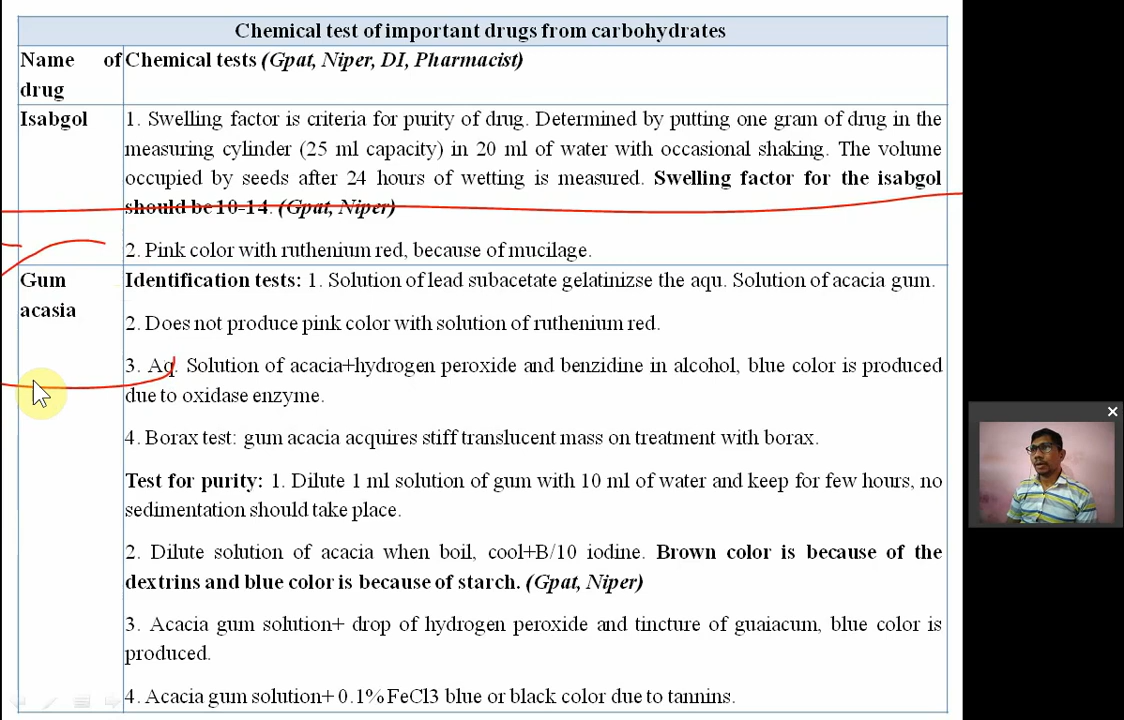 Chemical test of important drugs from carbohydrates
Name of drug
Chemical tests (Gpat, Niper, DI, Pharmacist)
Isabgol
1. Swelling factor is criteria for purity of drug. Determined by putting one gram of drug in the
measuring cylinder (25 ml capacity) in 20 ml of water with occasional shaking. The volume
occupied by seeds after 24 hours of wetting is measured. Swelling factor for the isabgol
should be 10-14. (Gpat, Niper)
2. Pink color with ruthenium red, because of mucilage.
Gum
acasia
Identification tests: 1. Solution of lead subacetate gelatinizse the aqu. Solution of acacia gum.
2. Does not produce pink color with solution of ruthenium red.
3. Aq. Solution of acacia+hydrogen peroxide and benzidine in alcohol, blue color is produced
due to oxidase enzyme.
4. Borax test: gum acacia acquires stiff translucent mass on treatment with borax.
Test for purity: 1. Dilute 1 ml solution of gum with 10 ml of water and keep for few hours, no
sedimentation should take place.
2. Dilute solution of acacia when boil, cool+B/10 iodine. Brown color is because of the
dextrins and blue color is because of starch. (Gpat, Niper)
3. Acacia gum solution+ drop of hydrogen peroxide and tincture of guaiacum, blue color is
produced.
4. Acacia gum solution+ 0.1% FeCl3 blue or black color due to tannins.